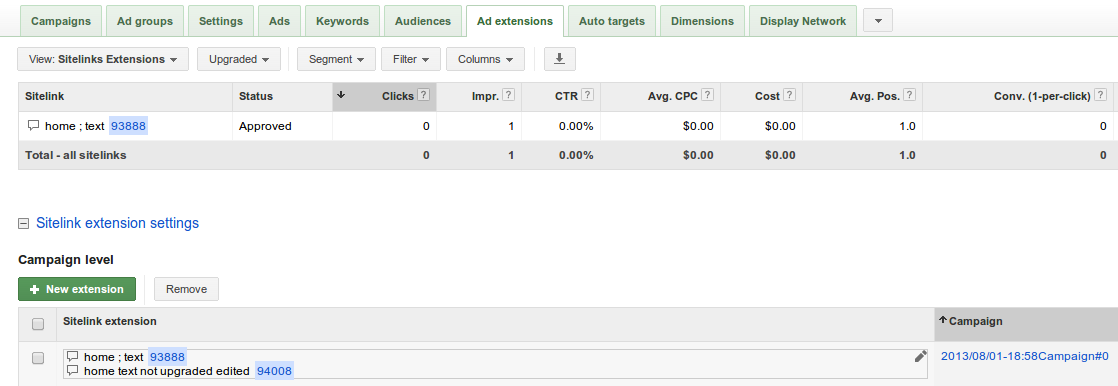 Campaigns Ad groups Settings Ads Keywords Audiences Ad extensions Auto targets Dimensions Display Network
View: Sitelinks Extensions Upgraded Segment Filter Columns
Sitelink Status Clicks ? Impr. ? CTR ? Avg. CPC ? Cost ? Avg. Pos. ? Conv. (1-per-click) ?
home ; text 93888 Approved 0 1 0.00% $0.00 $0.00 1.0 0
Total - all sitelinks 0 1 0.00% $0.00 $0.00 1.0 0
Sitelink extension settings
Campaign level
+ New extension Remove
Sitelink extension Campaign
home ; text 93888 2013/08/01-18:58Campaign#0
home text not upgraded edited 94008